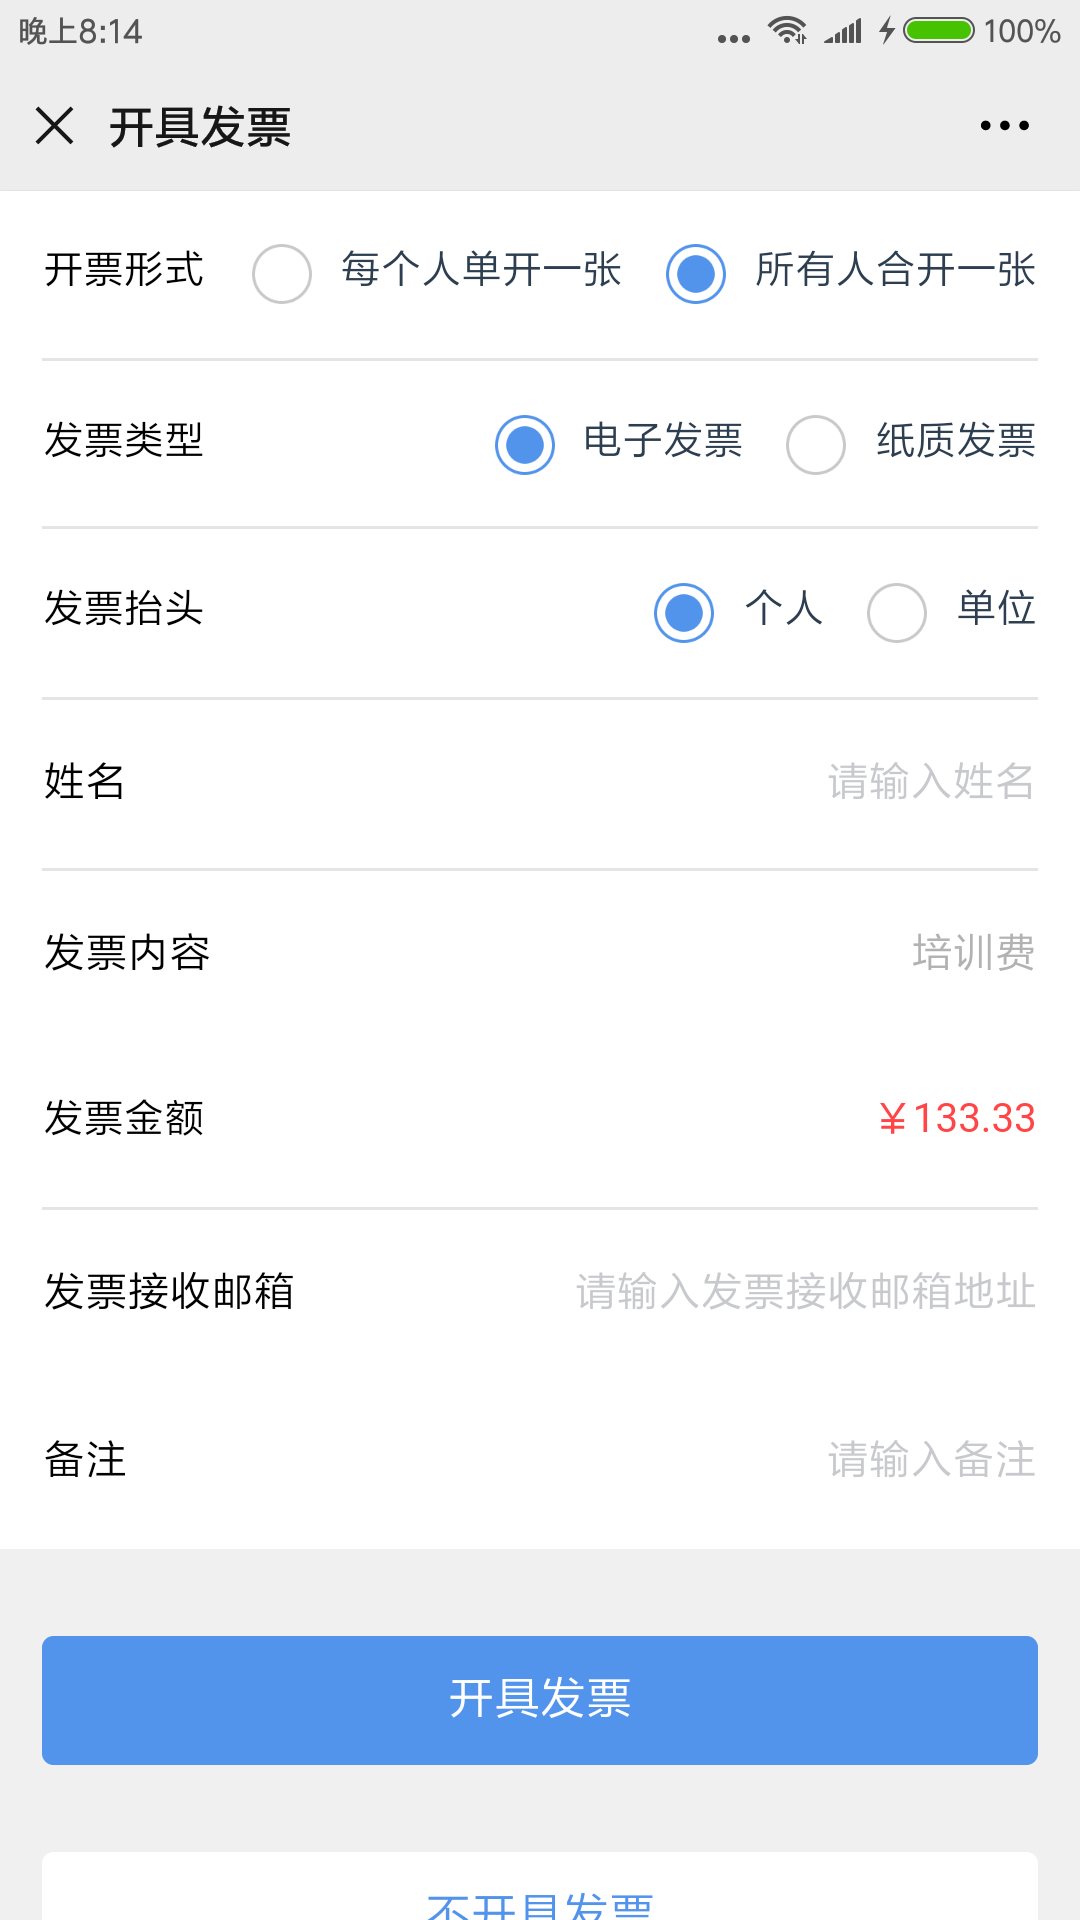 晚上8:14 100%
开具发票
开票形式 每个人单开一张 所有人合开一张
发票类型 电子发票 纸质发票
发票抬头 个人 单位
姓名 请输入姓名
发票内容 培训费
发票金额 ￥133.33
发票接收邮箱 请输入发票接收邮箱地址
备注 请输入备注
开具发票
不开具发票